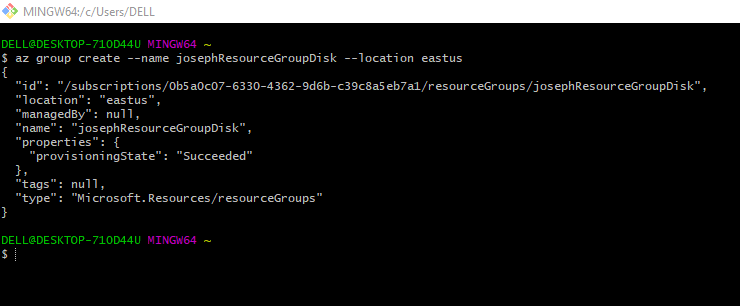 MINGW64:/c/Users/DELL
DELL@DESKTOP-710D44U MINGW64 ~
$ az group create --name josephResourceGroupDisk --location eastus
{
  "id": "/subscriptions/0b5a0c07-6330-4362-9d6b-c39c8a5eb7a1/resourceGroups/josephResourceGroupDisk",
  "location": "eastus",
  "managedBy": null,
  "name": "josephResourceGroupDisk",
  "properties": {
    "provisioningState": "Succeeded"
  },
  "tags": null,
  "type": "Microsoft.Resources/resourceGroups"
}
DELL@DESKTOP-710D44U MINGW64 ~
$